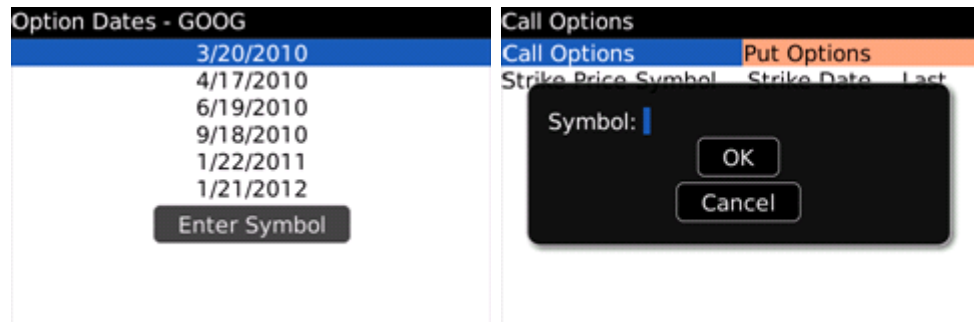 Option Dates - GOOG
3/20/2010
4/17/2010
6/19/2010
9/18/2010
1/22/2011
1/21/2012
Enter Symbol
Call Options
Call Options Put Options
Strike Price Symbol Strike Date Last
Symbol:
OK
Cancel